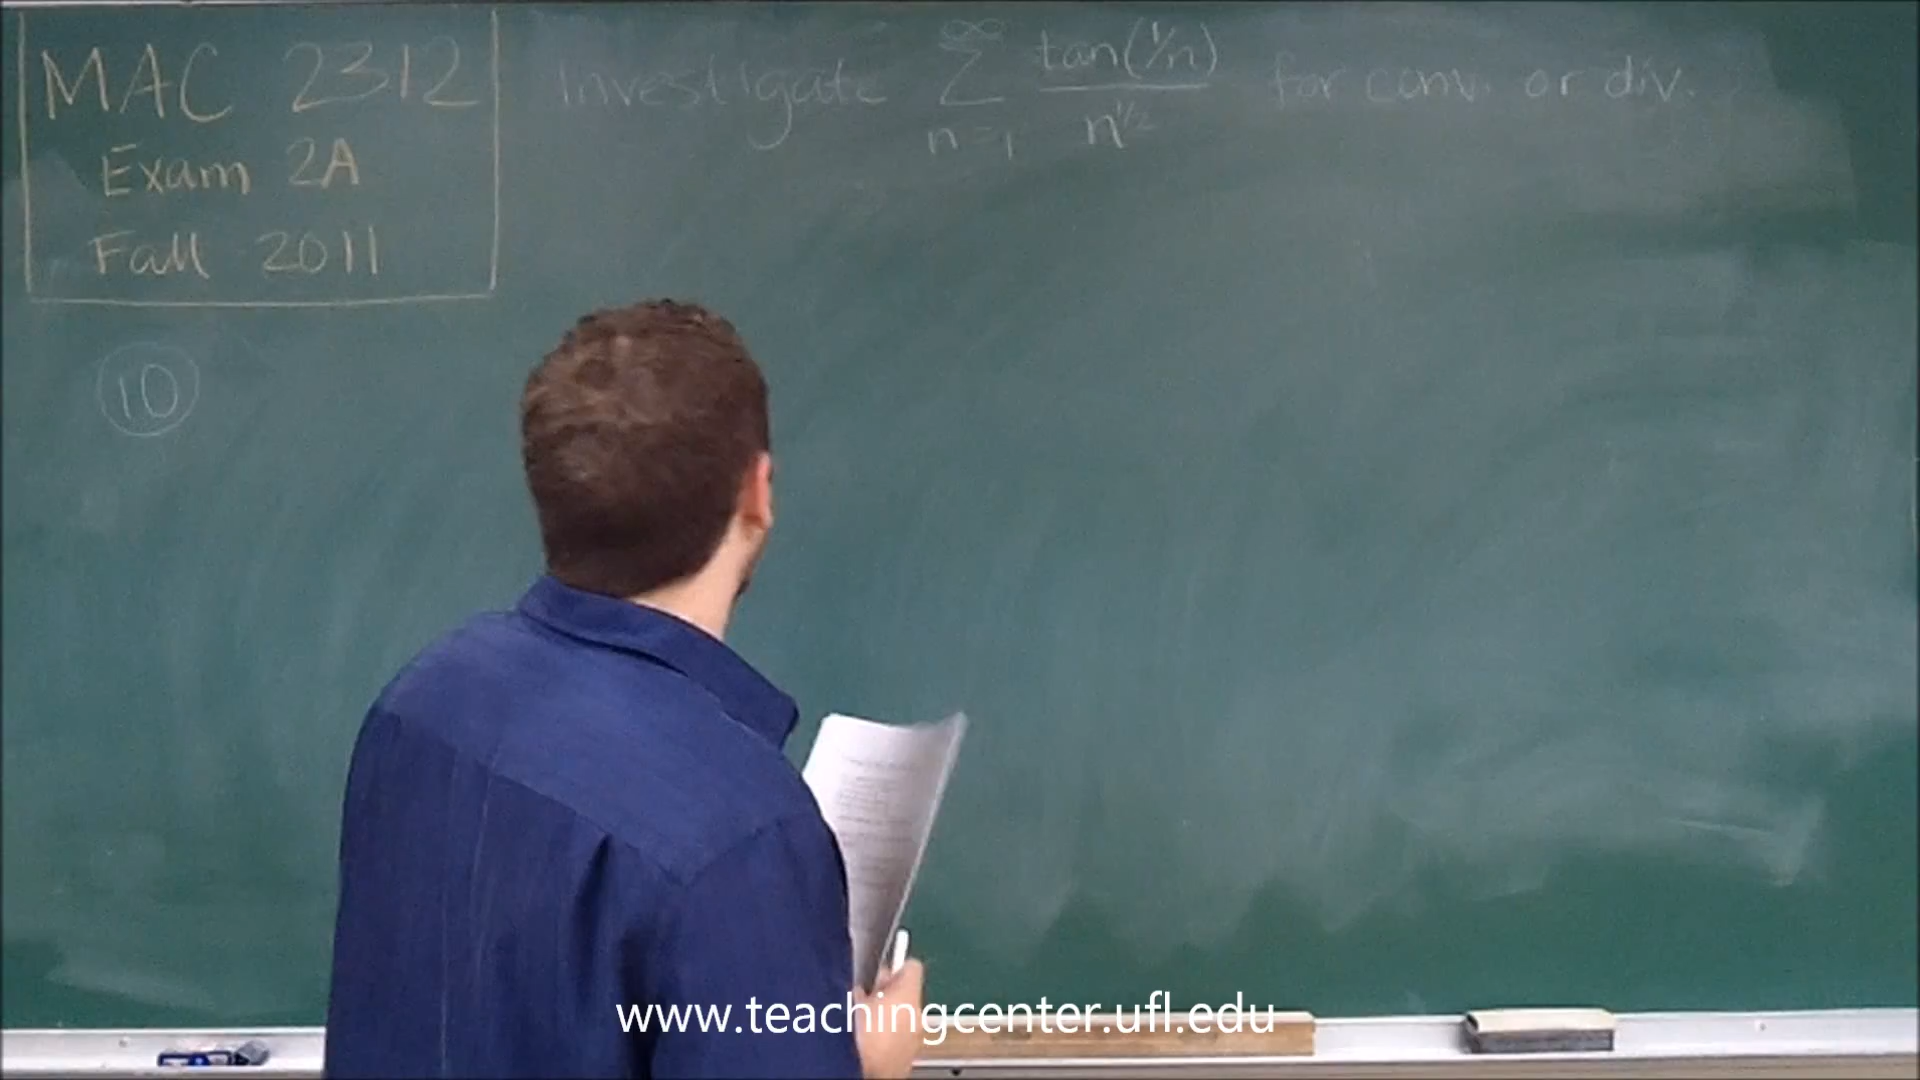 MAC 2312
Exam 2A
Fall 2011
Investigate ∑_{n=1}^{∞} tan(1/n) / n^{1/2} for conv. or div.
10
www.teachingcenter.ufl.edu